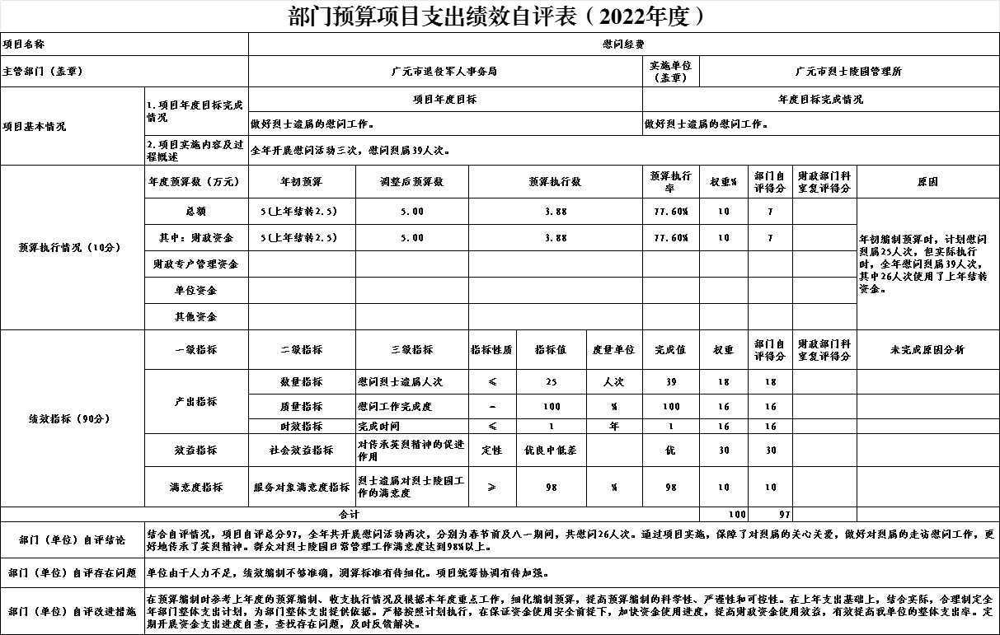 部门预算项目支出绩效自评表（2022年度）
项目名称 慰问经费
主管部门（盖章） 广元市退役军人事务局 实施单位（盖章） 广元市烈士陵园管理所
项目基本情况 1.项目年度目标完成情况 项目年度目标 年度目标完成情况
做好烈士遗属的慰问工作。 做好烈士遗属的慰问工作。
2.项目实施内容及过程概述 全年开展慰问活动三次，慰问烈属39人次。
预算执行情况（10分） 年度预算数（万元） 年初预算 调整后预算数 预算执行数 预算执行率 权重% 部门自评得分 财政部门科室复评得分 原因
总额 5(上年结转2.5) 5.00 3.88 77.60% 10 7
其中：财政资金 5(上年结转2.5) 5.00 3.88 77.60% 10 7
年初编制预算时，计划慰问
烈属25人次，但实际执行
时，全年慰问烈属39人次，
其中26人次使用了上年结转
资金。
财政专户管理资金
单位资金
其他资金
绩效指标（90分） 一级指标 二级指标 三级指标 指标性质 指标值 度量单位 完成值 权重 部门自评得分 财政部门科室复评得分 未完成原因分析
产出指标 数量指标 慰问烈士遗属人次 ≤ 25 人次 39 18 18
质量指标 慰问工作完成度 = 100 % 100 16 16
时效指标 完成时间 ≤ 1 年 1 16 16
效益指标 社会效益指标 对传承英烈精神的促进作用 定性 优良中低差 优 30 30
满意度指标 服务对象满意度指标 烈士遗属对烈士陵园工作的满意度 ≥ 98 % 98 10 10
合计 100 97
部门（单位）自评结论 结合自评情况，项目自评总分97，全年共开展慰问活动两次，分别为春节前及八一期间，共慰问26人次。通过项目实施，保障了对烈属的关心关爱，做好对烈属的走访慰问工作，更
好地传承了英烈精神。群众对烈士陵园日常管理工作满意度达到98%以上。
部门（单位）自评存在问题 单位由于人力不足，绩效编制不够准确，测算标准有待细化。项目统筹协调有待加强。
部门（单位）自评改进措施 在预算编制时参考上年度的预算编制、收支执行情况及根据本年度重点工作，细化编制预算，提高预算编制的科学性、严谨性和可控性。在上年支出基础上，结合实际，合理制定全
年部门整体支出计划，为部门整体支出提供依据。严格按照计划执行，在保证资金使用安全前提下，加快资金使用进度，提高财政资金使用效益，有效提高我单位的整体支出率。定
期开展资金支出进度自查，查找存在问题，及时反馈解决。